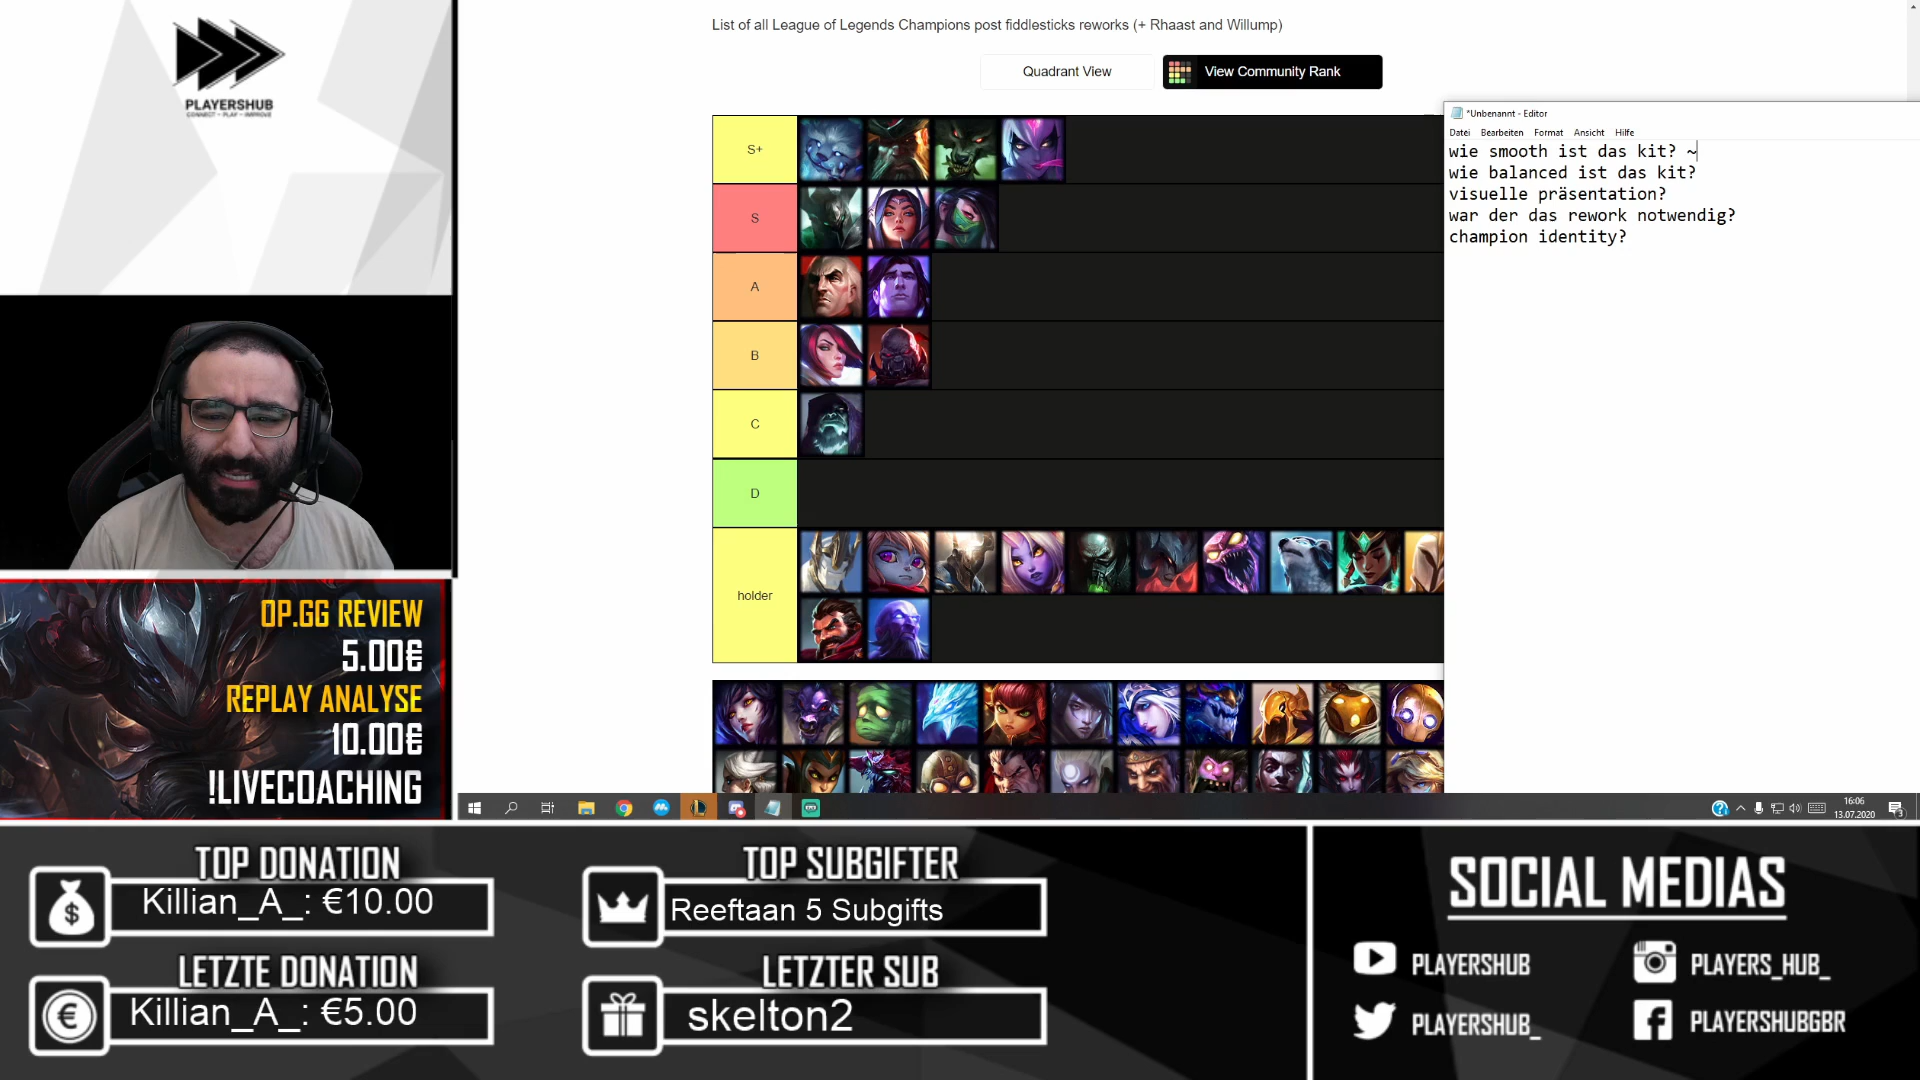 PLAYERSHUB
CONNECT - PLAY - IMPROVE
List of all League of Legends Champions post fiddlesticks reworks (+ Rhaast and Willump)
Quadrant View
View Community Rank
S+
S
A
B
C
D
holder
*Unbenannt - Editor
Datei Bearbeiten Format Ansicht Hilfe
wie smooth ist das kit? ~
wie balanced ist das kit?
visuelle präsentation?
war der das rework notwendig?
champion identity?
OP.GG REVIEW
5.00€
REPLAY ANALYSE
10.00€
!LIVECOACHING
16:06
13.07.2020
TOP DONATION
Killian_A_: €10.00
LETZTE DONATION
Killian_A_: €5.00
TOP SUBGIFTER
Reeftaan 5 Subgifts
LETZTER SUB
skelton2
SOCIAL MEDIAS
PLAYERSHUB
PLAYERS_HUB_
PLAYERSHUB_
PLAYERSHUBGBR